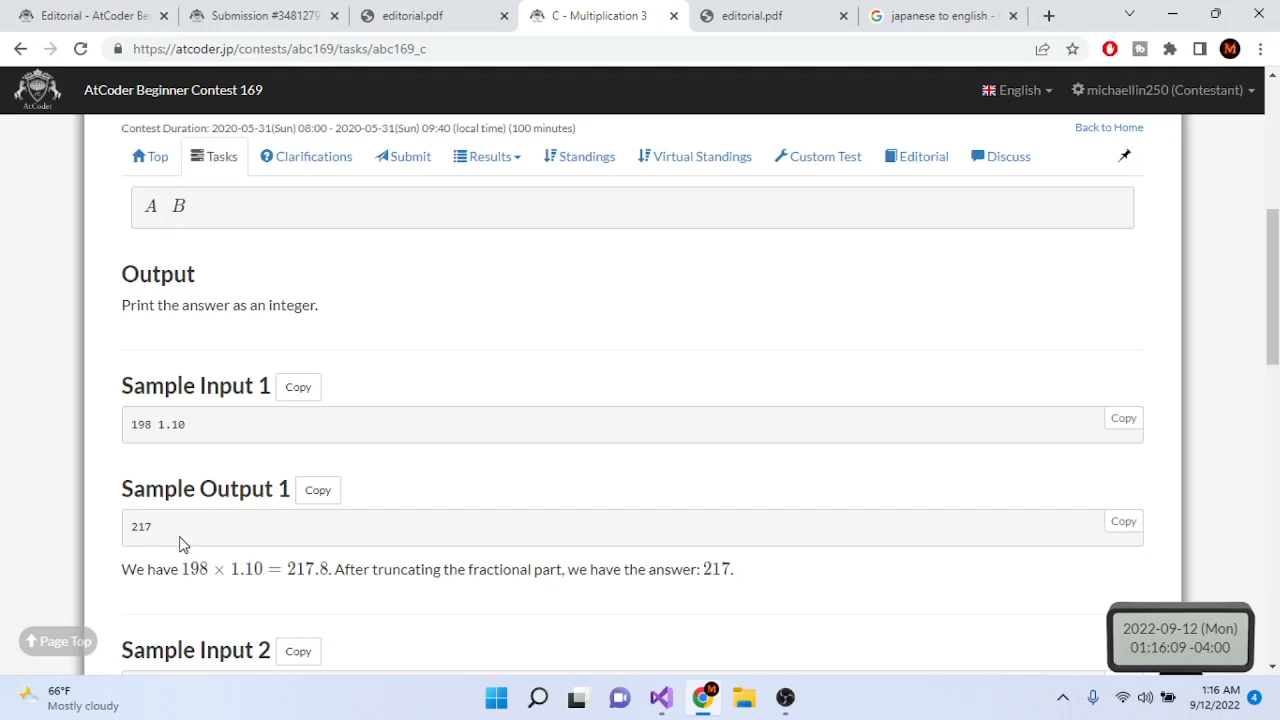 Editorial - AtCoder Be
Submission #3481279
editorial.pdf
C - Multiplication 3
editorial.pdf
japanese to english -
https://atcoder.jp/contests/abc169/tasks/abc169_c
M
AtCoder
AtCoder Beginner Contest 169
English
michaellin250 (Contestant)
Contest Duration: 2020-05-31(Sun) 08:00 - 2020-05-31(Sun) 09:40 (local time) (100 minutes)
Back to Home
Top
Tasks
Clarifications
Submit
Results
Standings
Virtual Standings
Custom Test
Editorial
Discuss
A B
Output
Print the answer as an integer.
Sample Input 1
Copy
198 1.10
Copy
Sample Output 1
Copy
217
Copy
We have 198 × 1.10 = 217.8. After truncating the fractional part, we have the answer: 217.
Sample Input 2
Copy
Page Top
2022-09-12 (Mon)
01:16:09 -04:00
66°F
Mostly cloudy
M
1:16 AM
9/12/2022
4